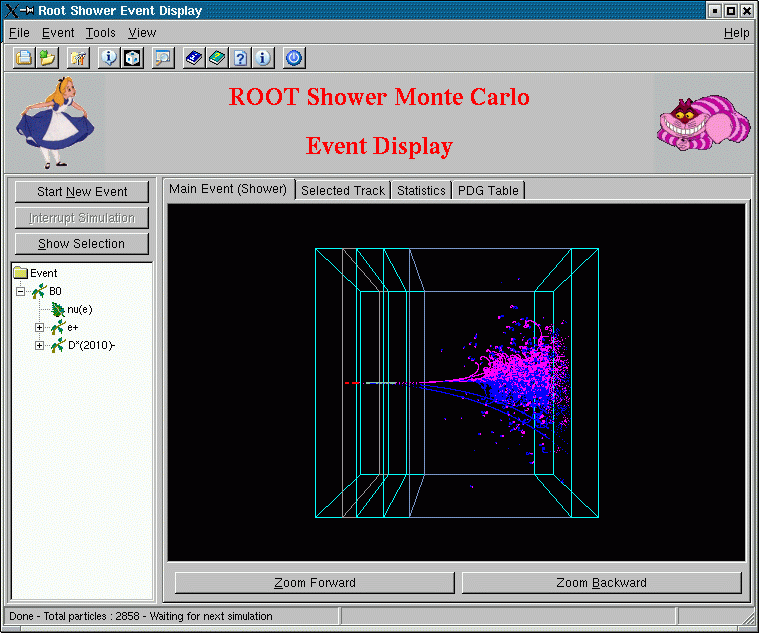 Root Shower Event Display
File Event Tools View Help
ROOT Shower Monte Carlo
Event Display
Start New Event
Interrupt Simulation
Show Selection
Main Event (Shower) Selected Track Statistics PDG Table
Event
B0
nu(e)
e+
D*(2010)-
Zoom Forward Zoom Backward
Done - Total particles : 2858 - Waiting for next simulation